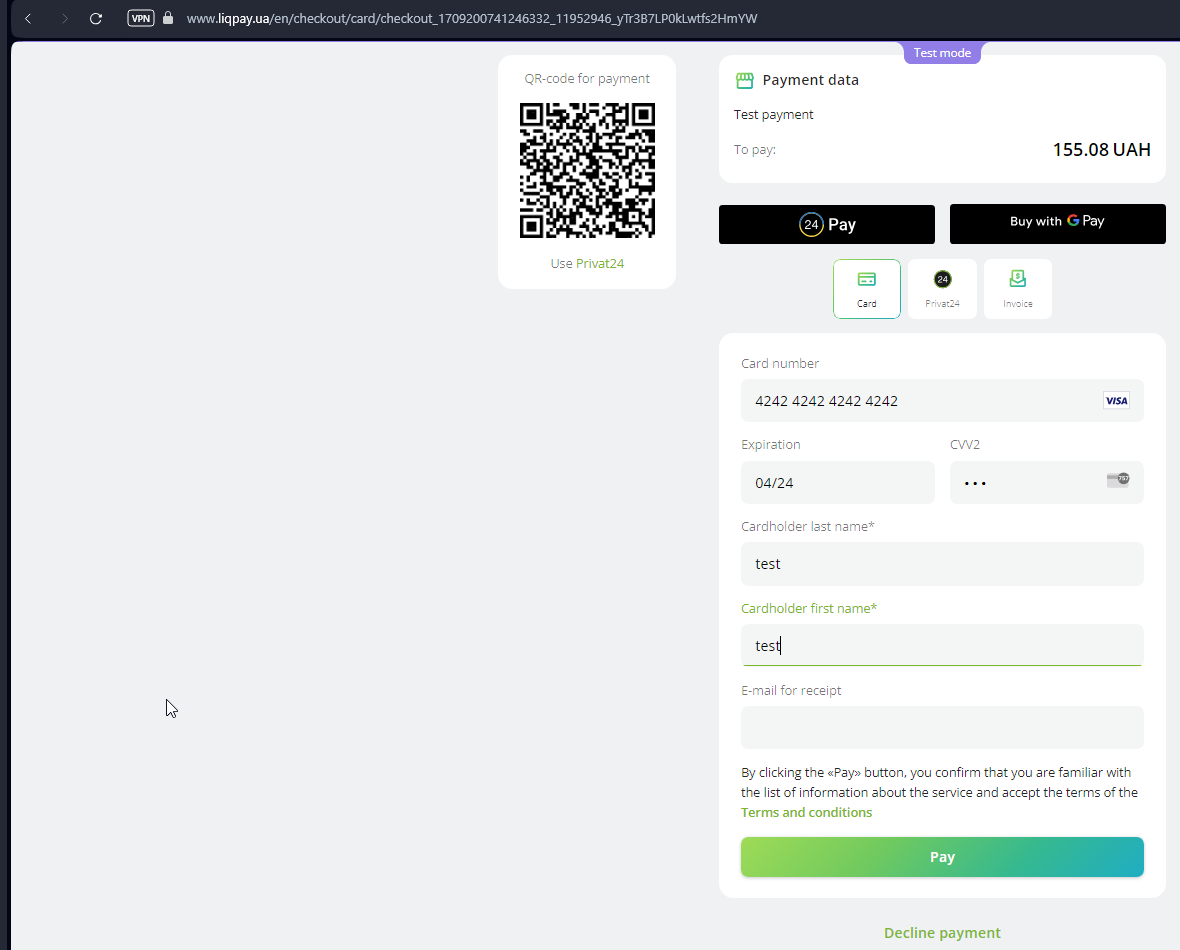 VPN
www.liqpay.ua/en/checkout/card/checkout_1709200741246332_11952946_yTr3B7LP0kLwtfs2HmYW
Test mode
QR-code for payment
Use Privat24
Payment data
Test payment
To pay:
155.08 UAH
24 Pay
Buy with G Pay
Card
24
Privat24
$
Invoice
Card number
4242 4242 4242 4242
VISA
Expiration
CVV2
04/24
•••
757
Cardholder last name*
test
Cardholder first name*
test
E-mail for receipt
By clicking the «Pay» button, you confirm that you are familiar with
the list of information about the service and accept the terms of the
Terms and conditions
Pay
Decline payment